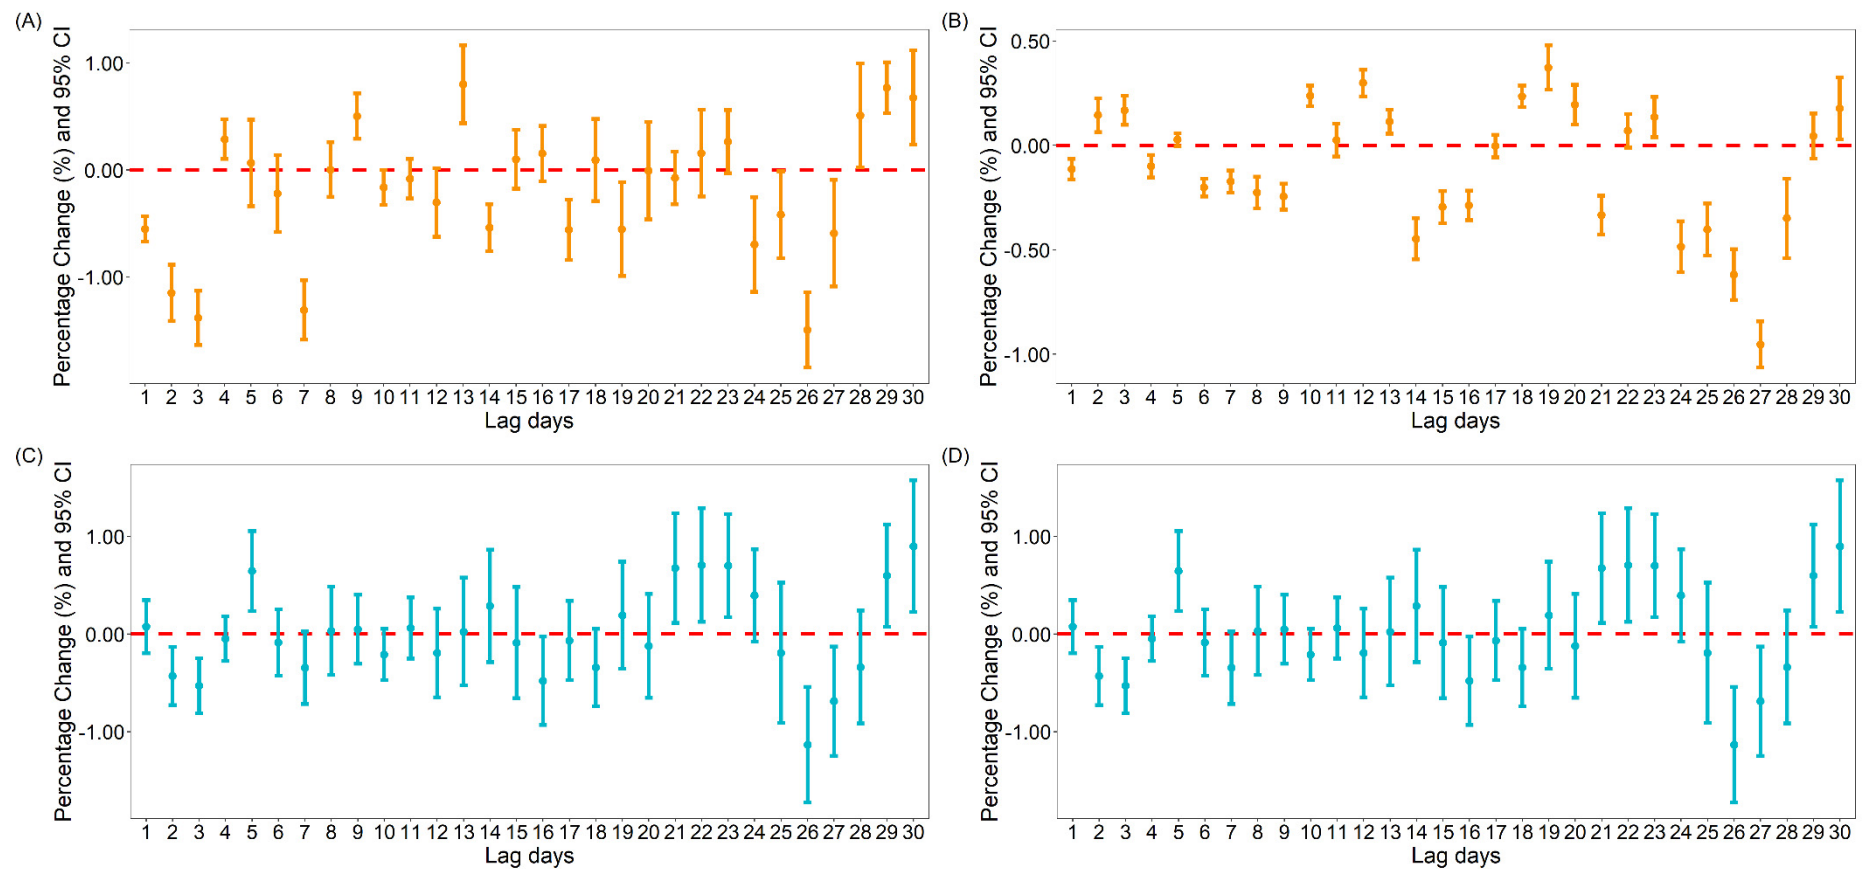 (A)
Percentage Change (%) and 95% CI
1.00
0.00
-1.00
1 2 3 4 5 6 7 8 9 10 11 12 13 14 15 16 17 18 19 20 21 22 23 24 25 26 27 28 29 30
Lag days
(B)
Percentage Change (%) and 95% CI
0.50
0.00
-0.50
-1.00
1 2 3 4 5 6 7 8 9 10 11 12 13 14 15 16 17 18 19 20 21 22 23 24 25 26 27 28 29 30
Lag days
(C)
Percentage Change (%) and 95% CI
1.00
0.00
-1.00
1 2 3 4 5 6 7 8 9 10 11 12 13 14 15 16 17 18 19 20 21 22 23 24 25 26 27 28 29 30
Lag days
(D)
Percentage Change (%) and 95% CI
1.00
0.00
-1.00
1 2 3 4 5 6 7 8 9 10 11 12 13 14 15 16 17 18 19 20 21 22 23 24 25 26 27 28 29 30
Lag days